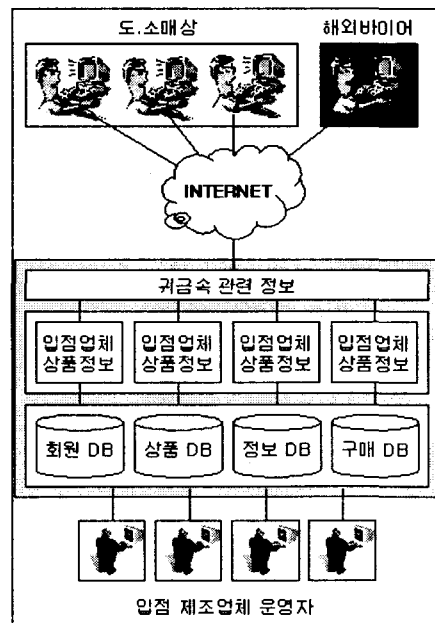 도.소매상 해외바이어
INTERNET
귀금속 관련 정보
입점업체 입점업체 입점업체 입점업체
상품정보 상품정보 상품정보 상품정보
회원 DB 상품 DB 정보 DB 구매 DB
입점 제조업체 운영자